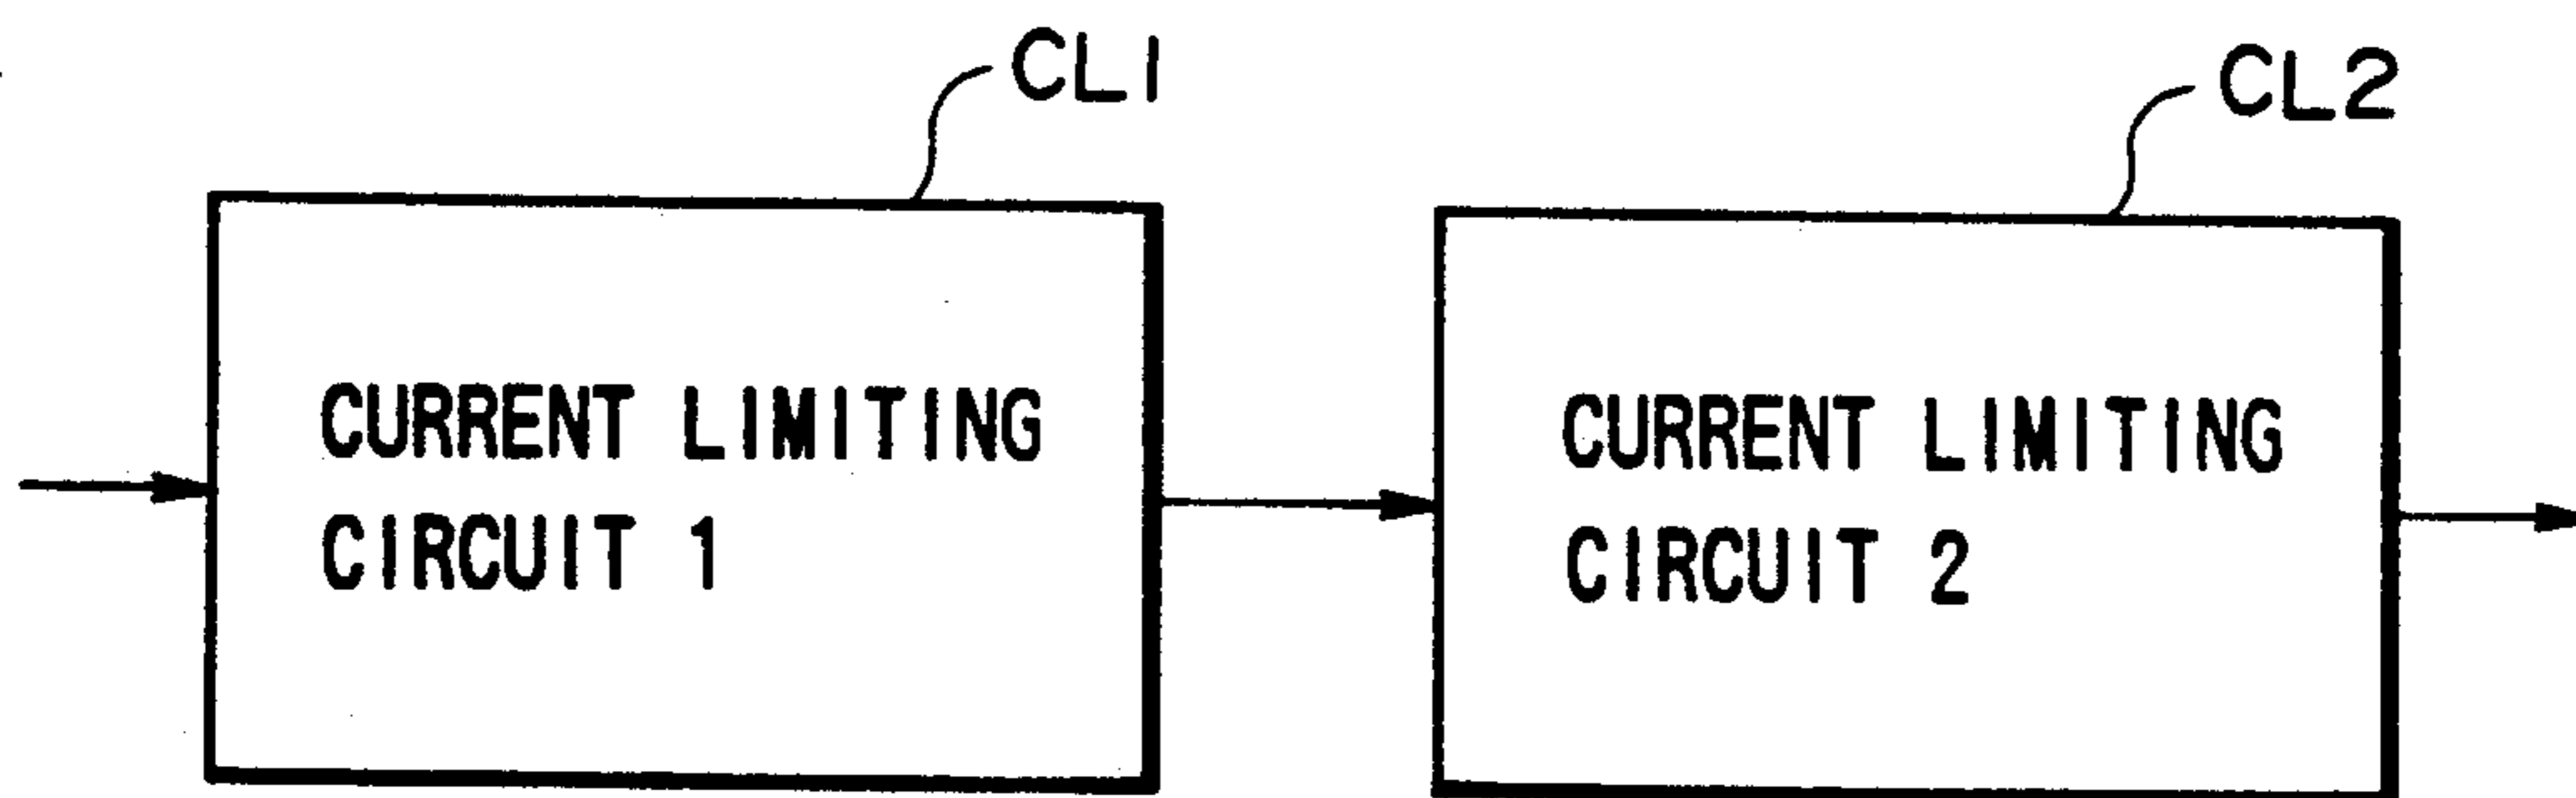 CL1
CL2
CURRENT LIMITING
CIRCUIT 1
CURRENT LIMITING
CIRCUIT 2